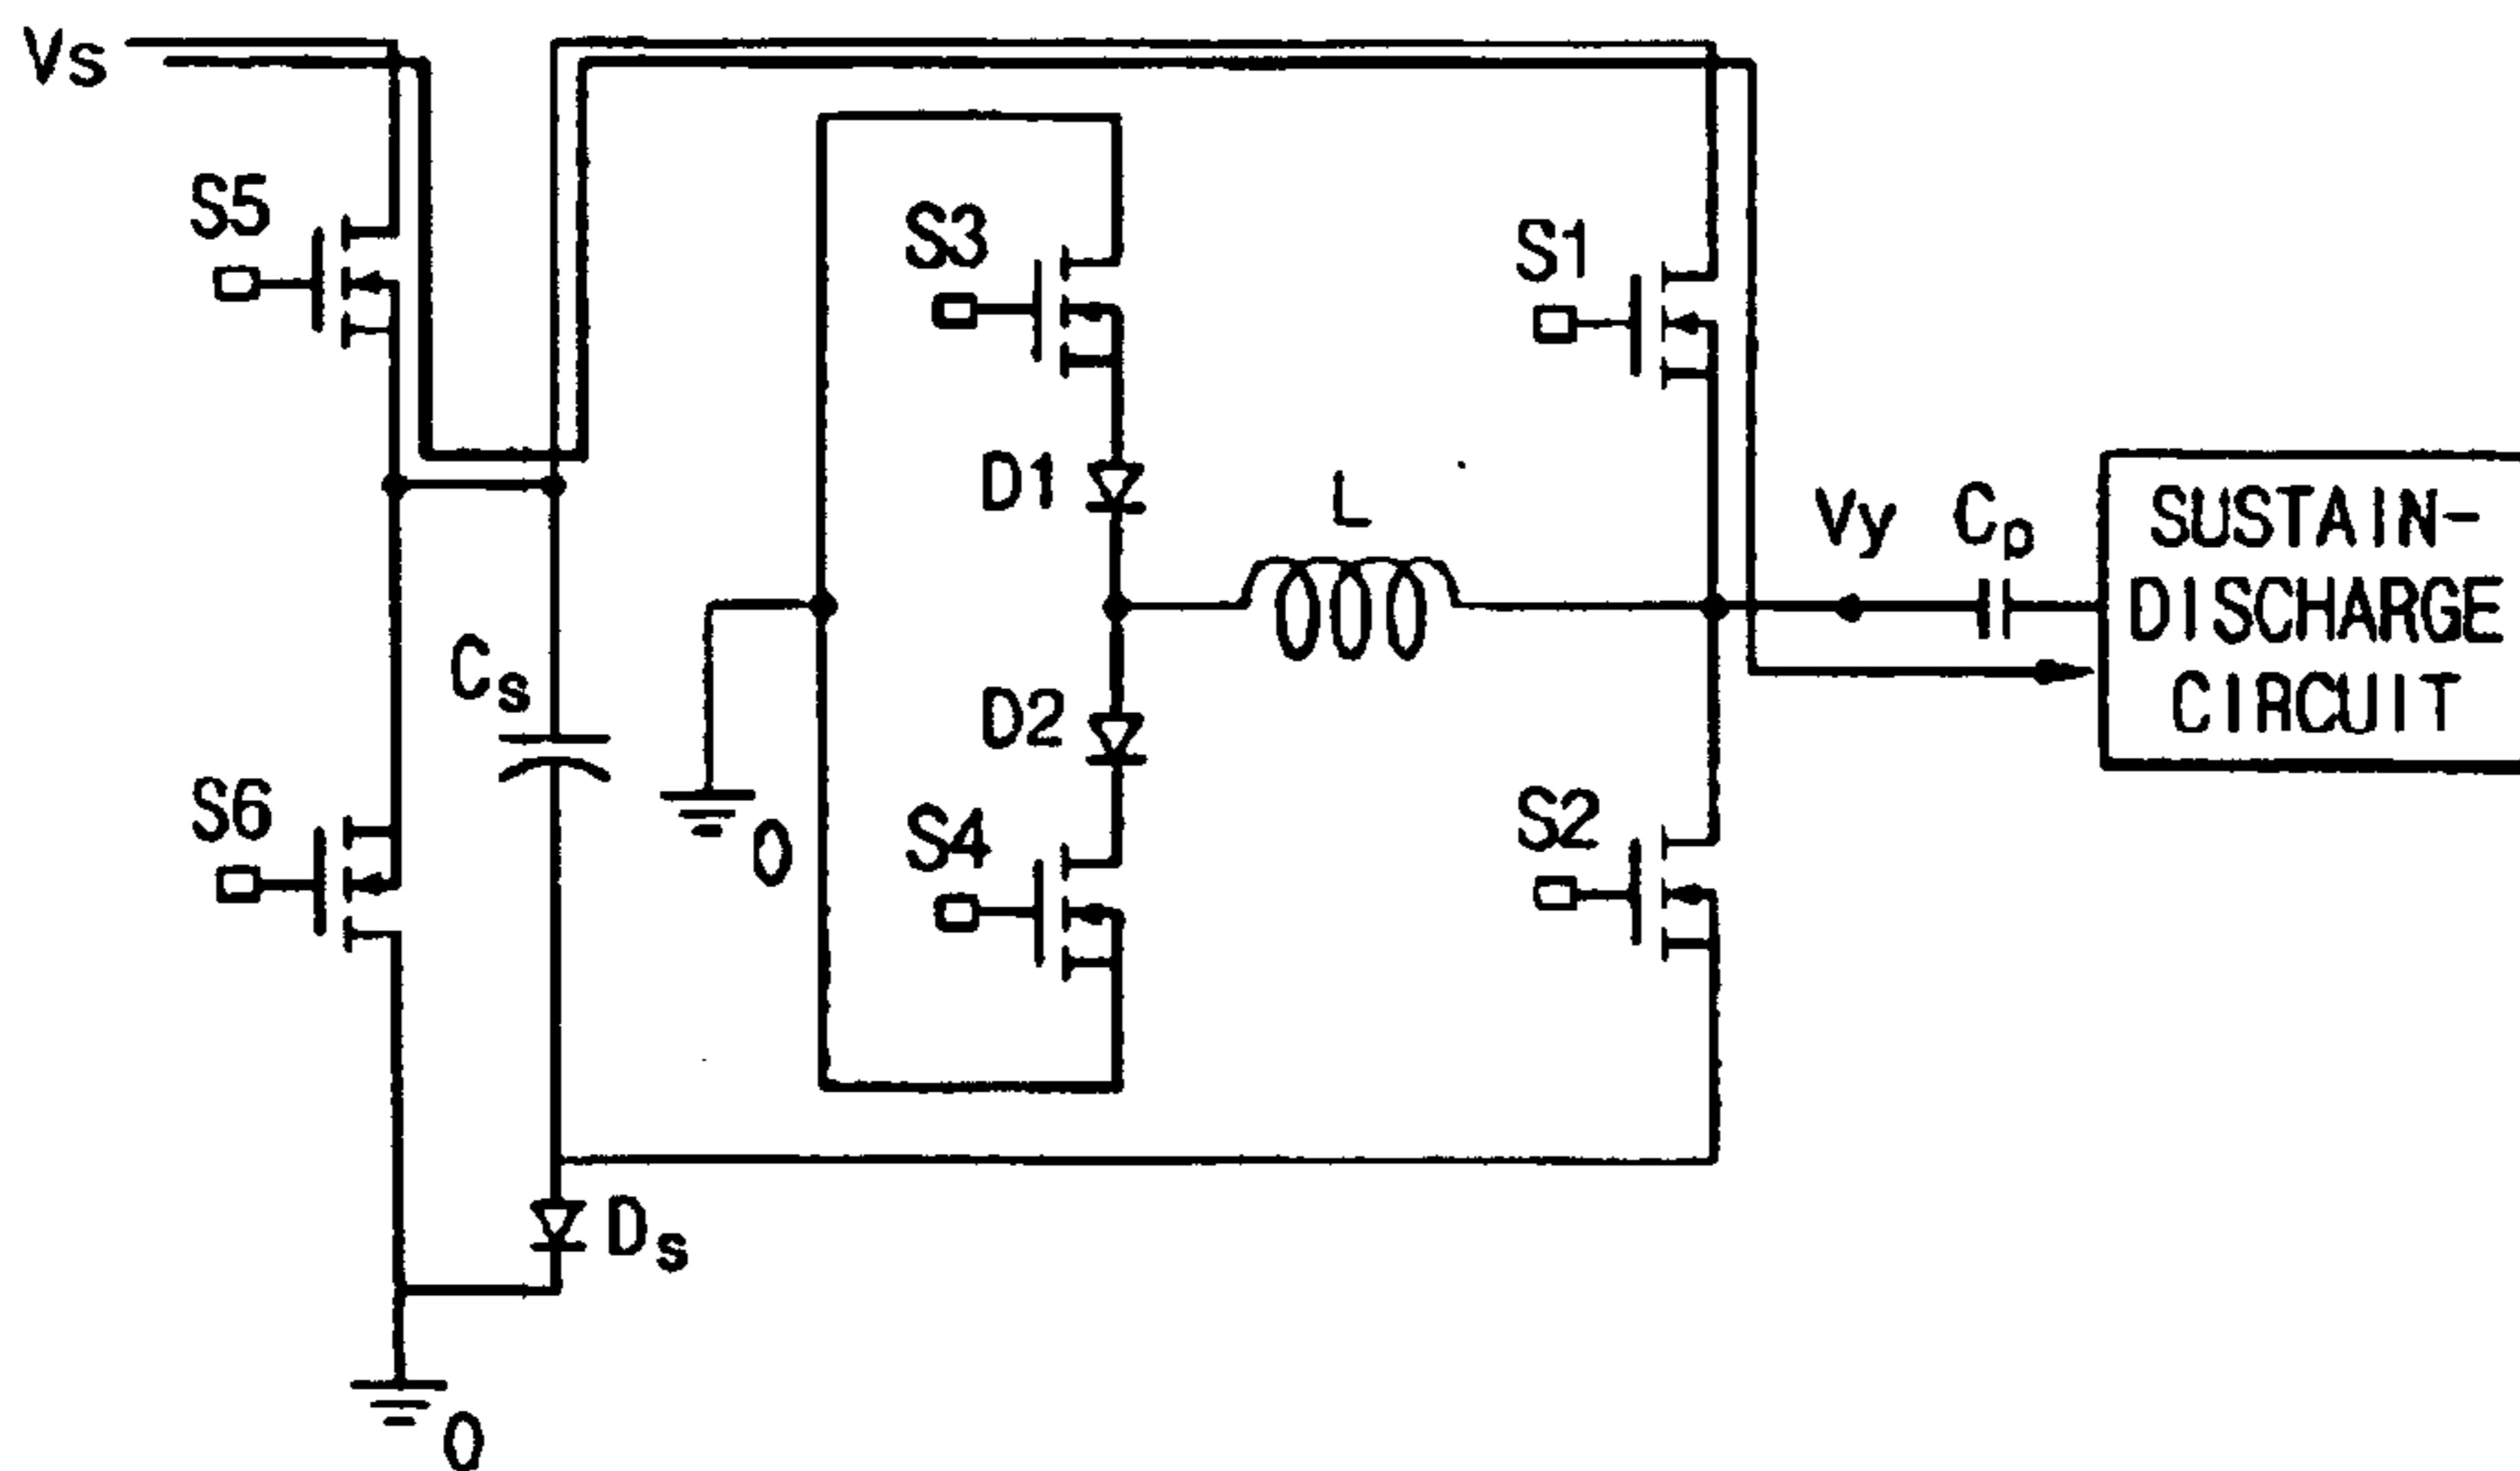 Vs
S5
S3
S1
D1
L
Vy
Cp
SUSTAIN-
DISCHARGE
CIRCUIT
Cs
D2
S6
0
S4
S2
Ds
0